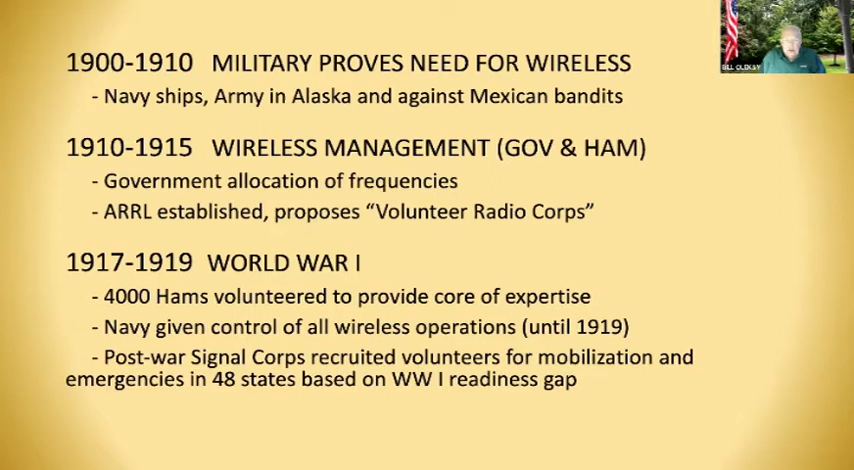 1900-1910 MILITARY PROVES NEED FOR WIRELESS
- Navy ships, Army in Alaska and against Mexican bandits
1910-1915 WIRELESS MANAGEMENT (GOV & HAM)
- Government allocation of frequencies
- ARRL established, proposes “Volunteer Radio Corps”
1917-1919 WORLD WAR I
- 4000 Hams volunteered to provide core of expertise
- Navy given control of all wireless operations (until 1919)
- Post-war Signal Corps recruited volunteers for mobilization and
emergencies in 48 states based on WW I readiness gap
BILL